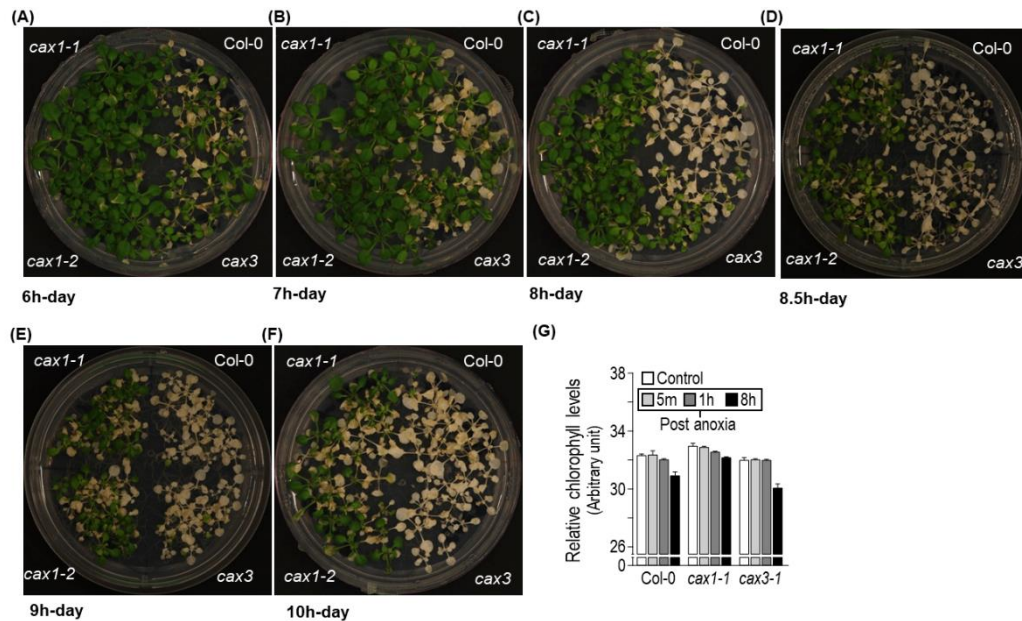 (A)
cax1-1
Col-0
cax1-2
cax3
6h-day
(B)
cax1-1
Col-0
cax1-2
cax3
7h-day
(C)
cax1-1
Col-0
cax1-2
cax3
8h-day
(D)
cax1-1
Col-0
cax1-2
cax3
8.5h-day
(E)
cax1-1
Col-0
cax1-2
cax3
9h-day
(F)
cax1-1
Col-0
cax1-2
cax3
10h-day
(G)
Relative chlorophyll levels
(Arbitrary unit)
38
34
30
26
0
Control
5m 1h 8h
Post anoxia
Col-0 cax1-1 cax3-1